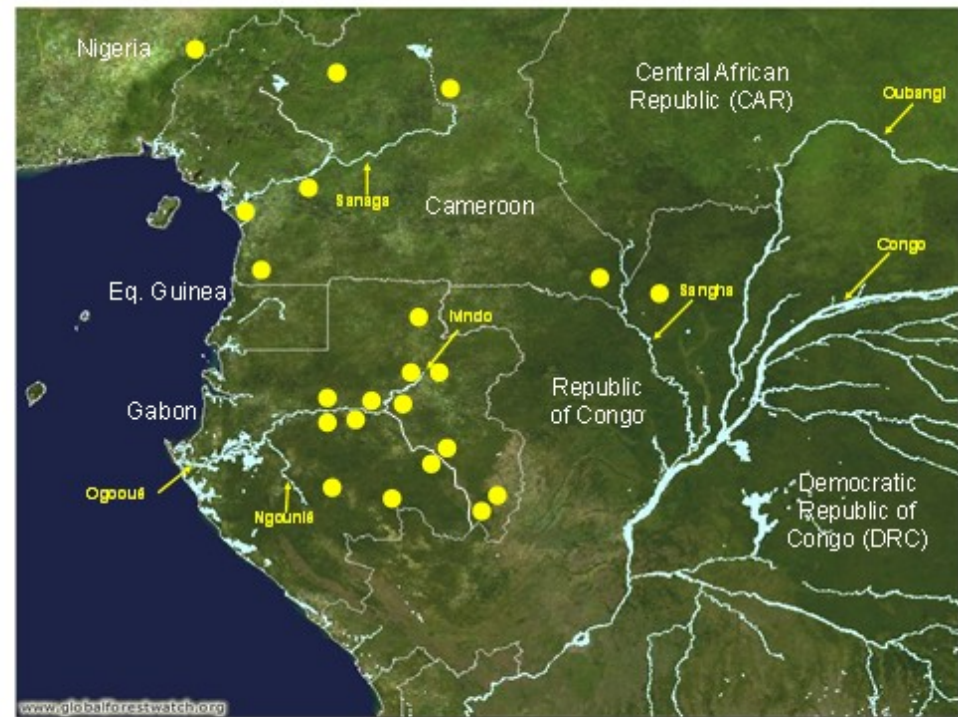 Nigeria
Central African
Republic (CAR)
Oubangi
Sanaga
Cameroon
Congo
Eq. Guinea
Sangha
Ivindo
Republic
of Congo
Gabon
Ogooué
Ngounié
Democratic
Republic of
Congo (DRC)
www.globalforestwatch.org